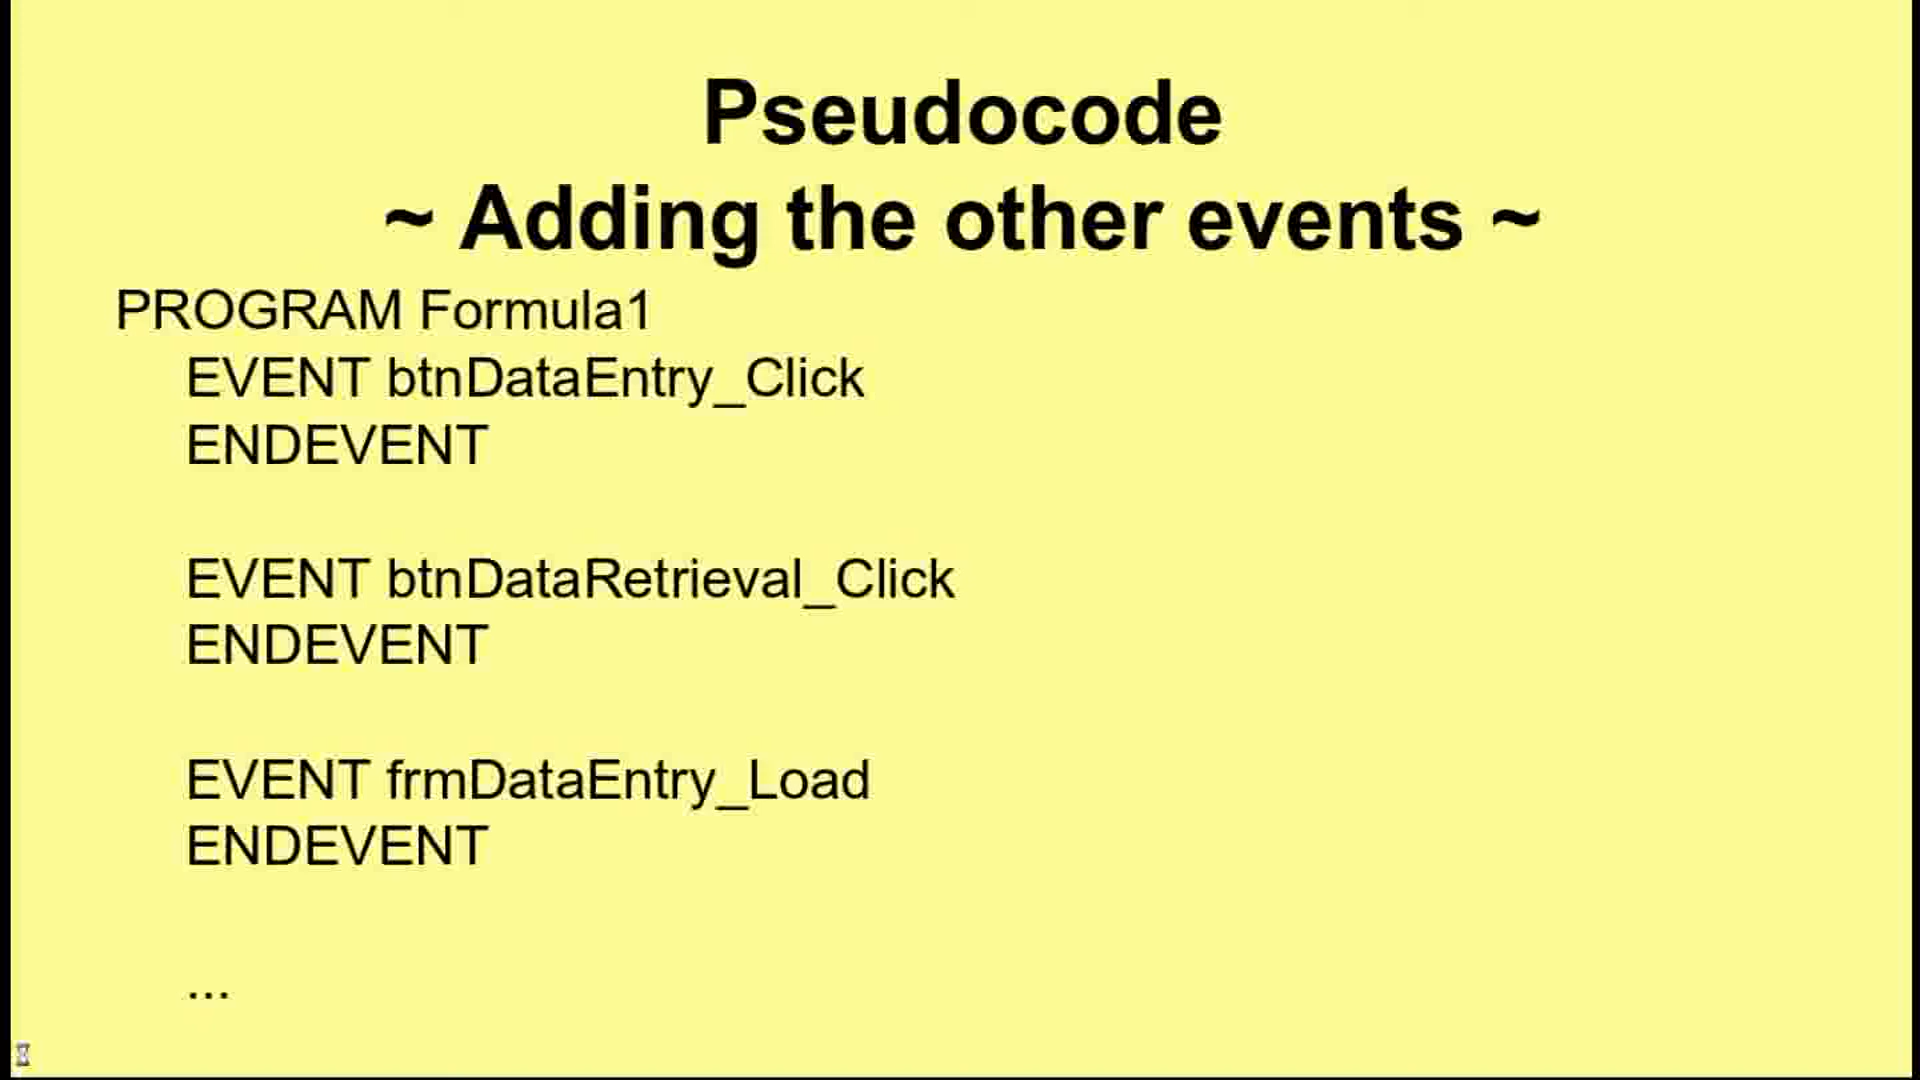 Pseudocode
~ Adding the other events ~
PROGRAM Formula1
EVENT btnDataEntry_Click
ENDEVENT
EVENT btnDataRetrieval_Click
ENDEVENT
EVENT frmDataEntry_Load
ENDEVENT
...